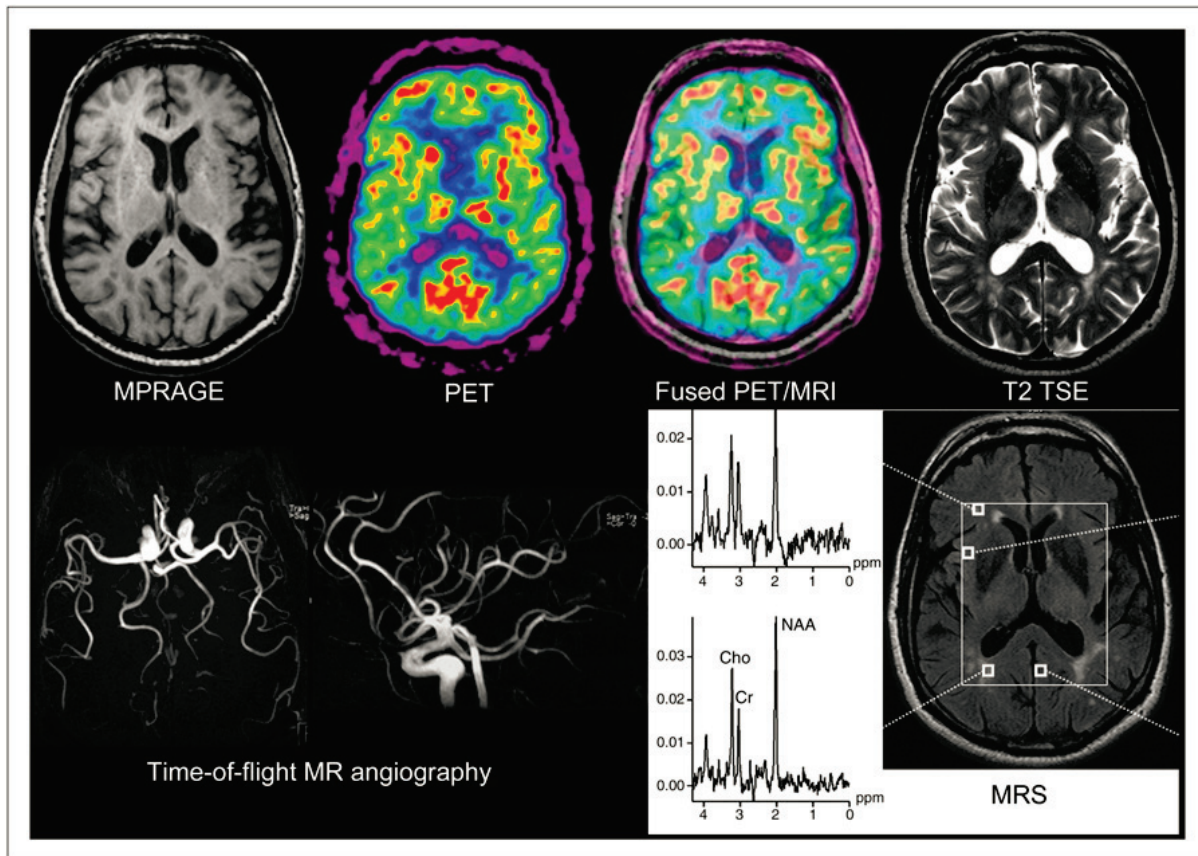 MPRAGE
PET
Fused PET/MRI
T2 TSE
Sag
0.02
0.01
0.00
ppm
4 3 2 1 0
NAA
Cho
Cr
0.03
0.02
0.01
0.00
ppm
4 3 2 1 0
Time-of-flight MR angiography
MRS